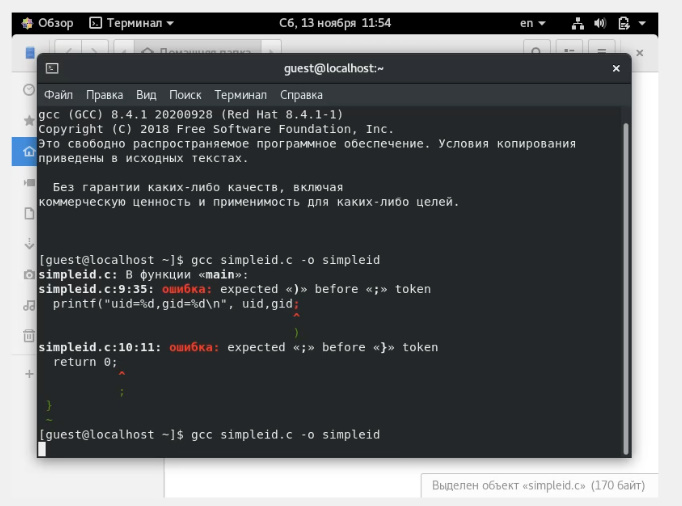 Обзор Терминал Сб, 13 ноября 11:54 en
Домашняя папка
guest@localhost:~
Файл Правка Вид Поиск Терминал Справка
gcc (GCC) 8.4.1 20200928 (Red Hat 8.4.1-1)
Copyright (C) 2018 Free Software Foundation, Inc.
Это свободно распространяемое программное обеспечение. Условия копирования
приведены в исходных текстах.
Без гарантии каких-либо качеств, включая
коммерческую ценность и применимость для каких-либо целей.
[guest@localhost ~]$ gcc simpleid.c -o simpleid
simpleid.c: В функции «main»:
simpleid.c:9:35: ошибка: expected «)» before «;» token
printf("uid=%d,gid=%d\n", uid,gid;
^
)
simpleid.c:10:11: ошибка: expected «;» before «}» token
return 0;
^
;
}
~
[guest@localhost ~]$ gcc simpleid.c -o simpleid
Выделен объект «simpleid.c» (170 байт)